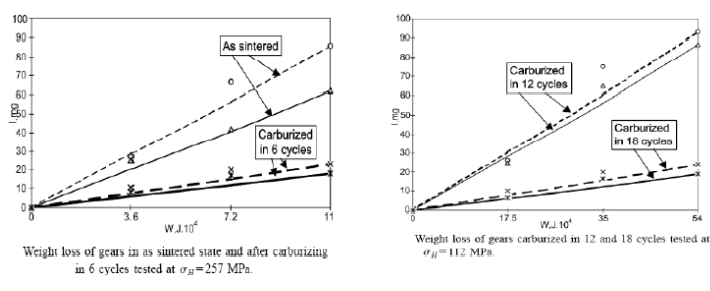 100
90
80
70
60
50
40
30
20
10
0
I, mg
As sintered
Carburized
in 6 cycles
0
3.6
7.2
11
W, J.10⁴
Weight loss of gears in as sintered state and after carburizing
in 6 cycles tested at σH=257 MPa.
100
90
80
70
60
50
40
30
20
10
0
I, mg
Carburized
in 12 cycles
Carburized
in 18 cycles
0
17.5
35
54
W, J.10⁴
Weight loss of gears carburized in 12 and 18 cycles tested at
σH=112 MPa.